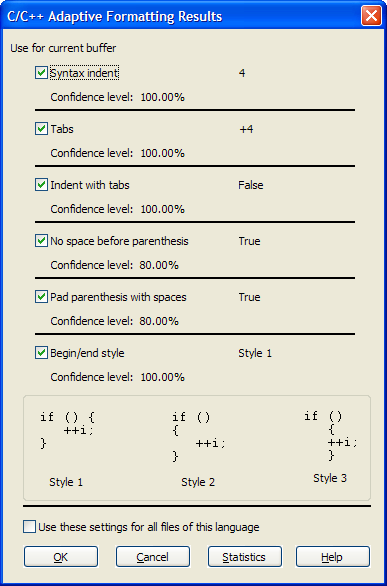 C/C++ Adaptive Formatting Results
Use for current buffer
Syntax indent 4
Confidence level: 100.00%
Tabs +4
Confidence level: 100.00%
Indent with tabs False
Confidence level: 100.00%
No space before parenthesis True
Confidence level: 80.00%
Pad parenthesis with spaces True
Confidence level: 80.00%
Begin/end style Style 1
Confidence level: 100.00%
if () {
++i;
}
Style 1
if ()
{
++i;
}
Style 2
if ()
{
++i;
}
Style 3
Use these settings for all files of this language
OK Cancel Statistics Help